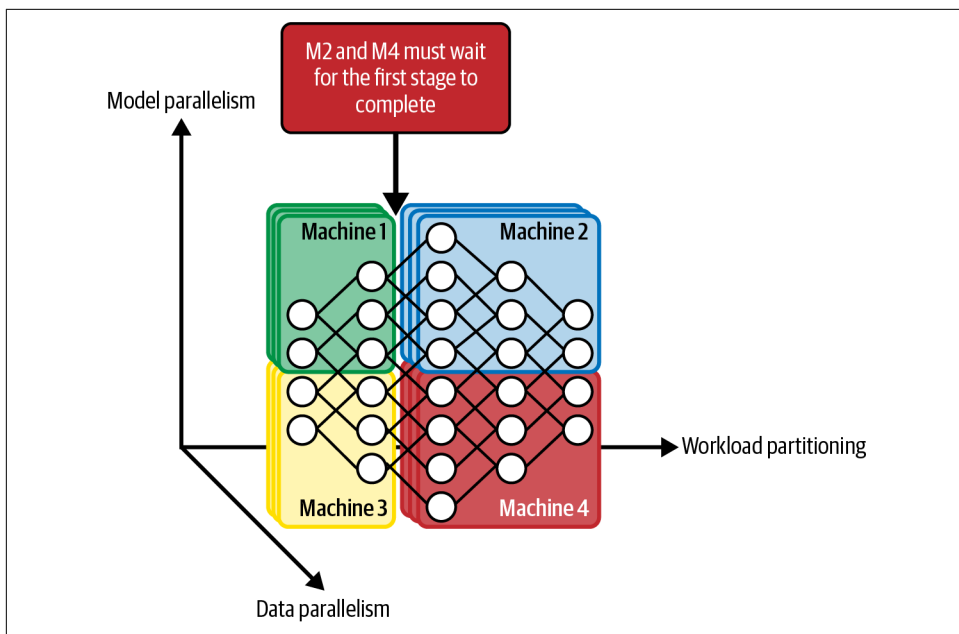 M2 and M4 must wait
for the first stage to
complete
Model parallelism
Machine 1
Machine 2
Workload partitioning
Machine 3
Machine 4
Data parallelism